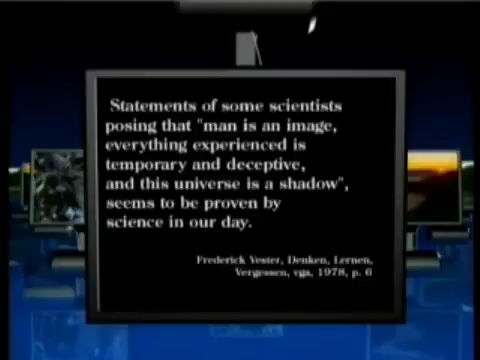 Statements of some scientists
posing that "man is an image,
everything experienced is
temporary and deceptive,
and this universe is a shadow",
seems to be proven by
science in our day.
Frederick Vester, Denken, Lernen,
Vergessen, vga, 1978, p. 6